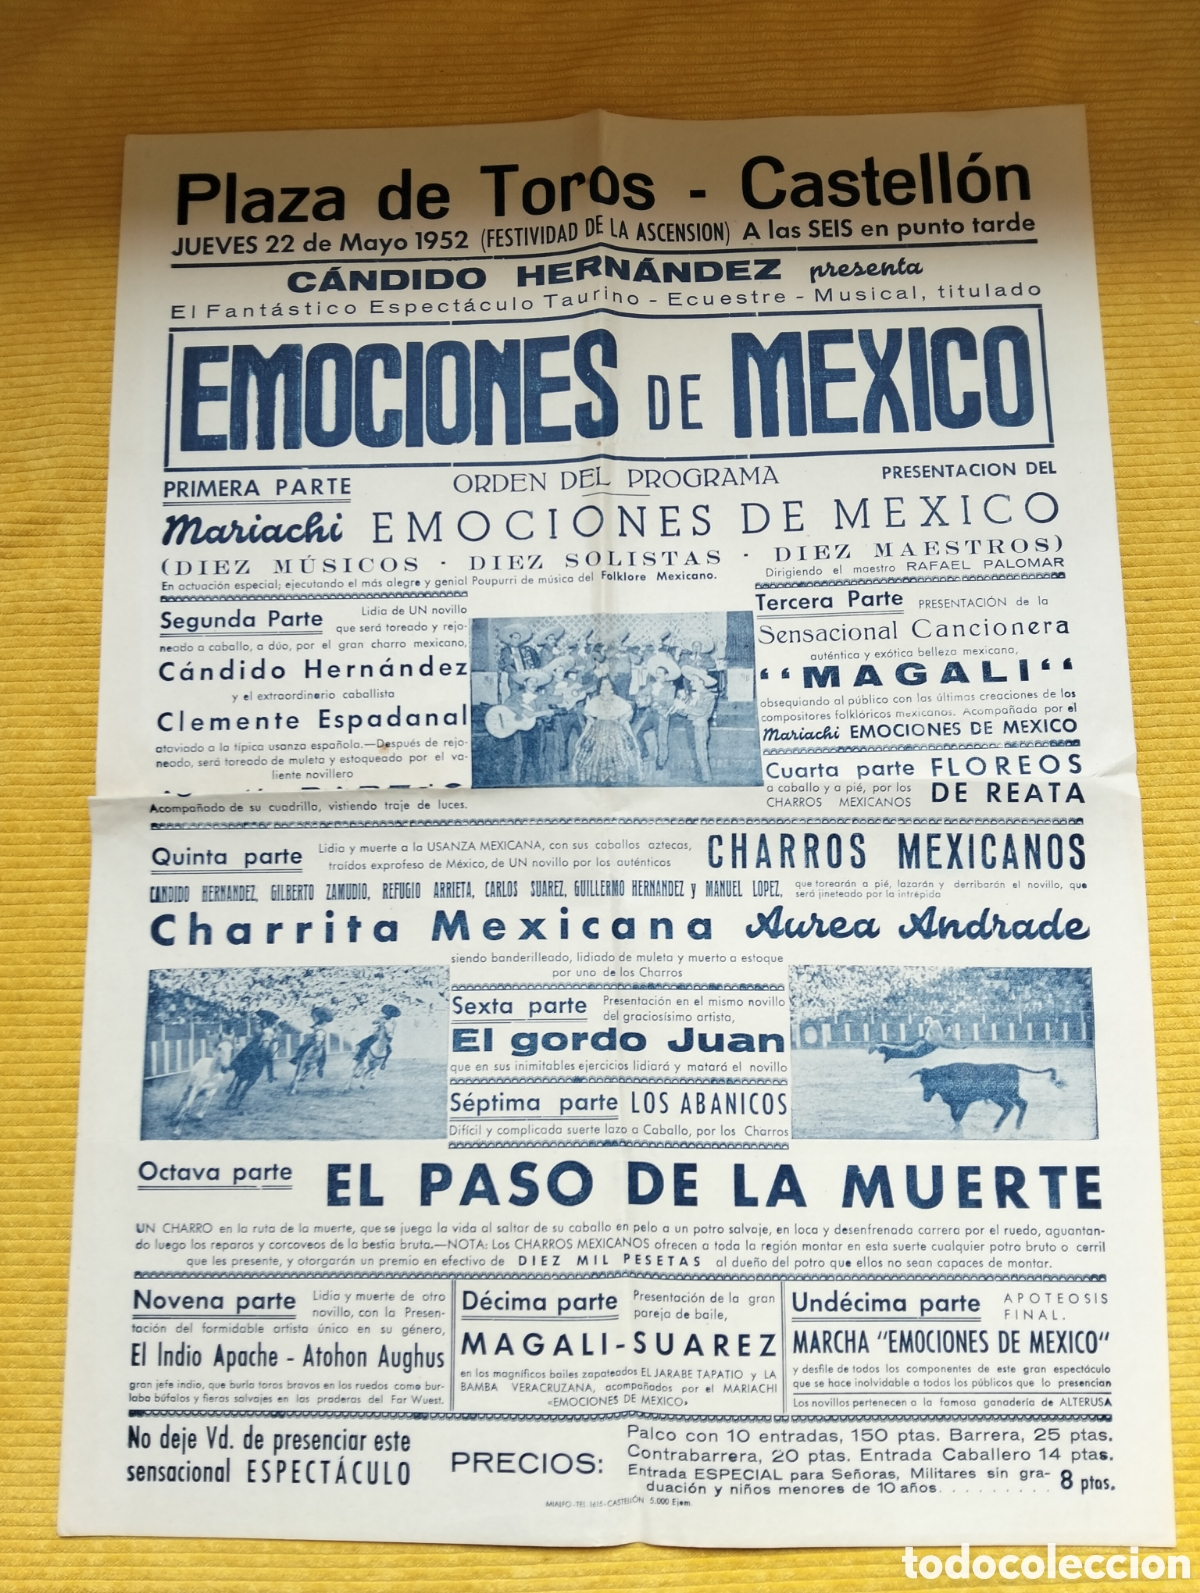 Plaza de Toros - Castellón
JUEVES 22 de Mayo 1952 (FESTIVIDAD DE LA ASCENSION) A las SEIS en punto tarde
CÁNDIDO HERNÁNDEZ presenta
El Fantástico Espectáculo Taurino - Ecuestre - Musical, titulado
EMOCIONES DE MEXICO
PRIMERA PARTE
ORDEN DEL PROGRAMA
PRESENTACION DEL
Mariachi EMOCIONES DE MEXICO
(DIEZ MÚSICOS - DIEZ SOLISTAS - DIEZ MAESTROS)
En actuación especial; ejecutando el más alegre y genial Poupurri de música del Folklore Mexicano.
Dirigiendo el maestro RAFAEL PALOMAR
Segunda Parte
Lidia de UN novillo
que será toreado y rejo-
neado a caballo, a dúo, por el gran charro mexicano,
Cándido Hernández
y el extraordinario caballista
Clemente Espadanal
ataviado a la típica usanza española.—Después de rejo-
neado, será toreado de muleta y estoqueado por el va-
liente novillero
Acompañado de su cuadrilla, vistiendo traje de luces.
Tercera Parte PRESENTACIÓN de la
Sensacional Cancionera
auténtica y exótica belleza mexicana,
“MAGALI“
obsequiando al público con las últimas creaciones de los
compositores folklóricos mexicanos. Acompañada por el
Mariachi EMOCIONES DE MEXICO
Cuarta parte FLOREOS
a caballo y a pié, por los
CHARROS MEXICANOS
DE REATA
Quinta parte
Lidia y muerte a la USANZA MEXICANA, con sus caballos aztecas,
traídos exprofeso de México, de UN novillo por los auténticos
CHARROS MEXICANOS
CANDIDO HERNANDEZ, GILBERTO ZAMUDIO, REFUGIO ARRIETA, CARLOS SUAREZ, GUILLERMO HERNANDEZ y MANUEL LOPEZ,
que torearán a pié, lazarán y derribarán el novillo, que
será jineteado por la intrépida
Charrita Mexicana Aurea Andrade
siendo banderilleado, lidiado de muleta y muerto a estoque
por uno de los Charros
Sexta parte
Presentación en el mismo novillo
del graciosísimo artista,
El gordo Juan
que en sus inimitables ejercicios lidiará y matará el novillo
Séptima parte LOS ABANICOS
Difícil y complicada suerte lazo a Caballo, por los Charros
Octava parte EL PASO DE LA MUERTE
UN CHARRO en la ruta de la muerte, que se juega la vida al saltar de su caballo en pelo a un potro salvaje, en loca y desenfrenada carrera por el ruedo, aguantan-
do luego los reparos y corcoveos de la bestia bruta.—NOTA: Los CHARROS MEXICANOS ofrecen a toda la región montar en esta suerte cualquier potro bruto o cerril
que les presente, y otorgarán un premio en efectivo de DIEZ MIL PESETAS al dueño del potro que ellos no sean capaces de montar.
Novena parte
Lidia y muerte de otro
novillo, con la Presen-
tación del formidable artista único en su género,
El Indio Apache - Atohon Aughus
gran jefe indio, que burla toros bravos en los ruedos como bur-
laba búfalos y fieras salvajes en las praderas del Far Wuest.
Décima parte
Presentación de la gran
pareja de baile,
MAGALI-SUAREZ
en los magníficos bailes zapateados EL JARABE TAPATIO y LA
BAMBA VERACRUZANA, acompañados por el MARIACHI
«EMOCIONES DE MEXICO»
Undécima parte
APOTEOSIS
FINAL.
MARCHA "EMOCIONES DE MEXICO"
y desfile de todos los componentes de este gran espectáculo
que se hace inolvidable a todos los públicos que lo presencian
Los novillos pertenecen a la famosa ganadería de ALTERUSA
No deje Vd. de presenciar este
sensacional ESPECTÁCULO
PRECIOS:
Palco con 10 entradas, 150 ptas. Barrera, 25 ptas.
Contrabarrera, 20 ptas. Entrada Caballero 14 ptas.
Entrada ESPECIAL para Señoras, Militares sin gra-
duación y niños menores de 10 años. . . . . . . . . 8 ptas.
MIALFO-TEL. 1615-CASTELLÓN 5.000 Ejem.
todocoleccion